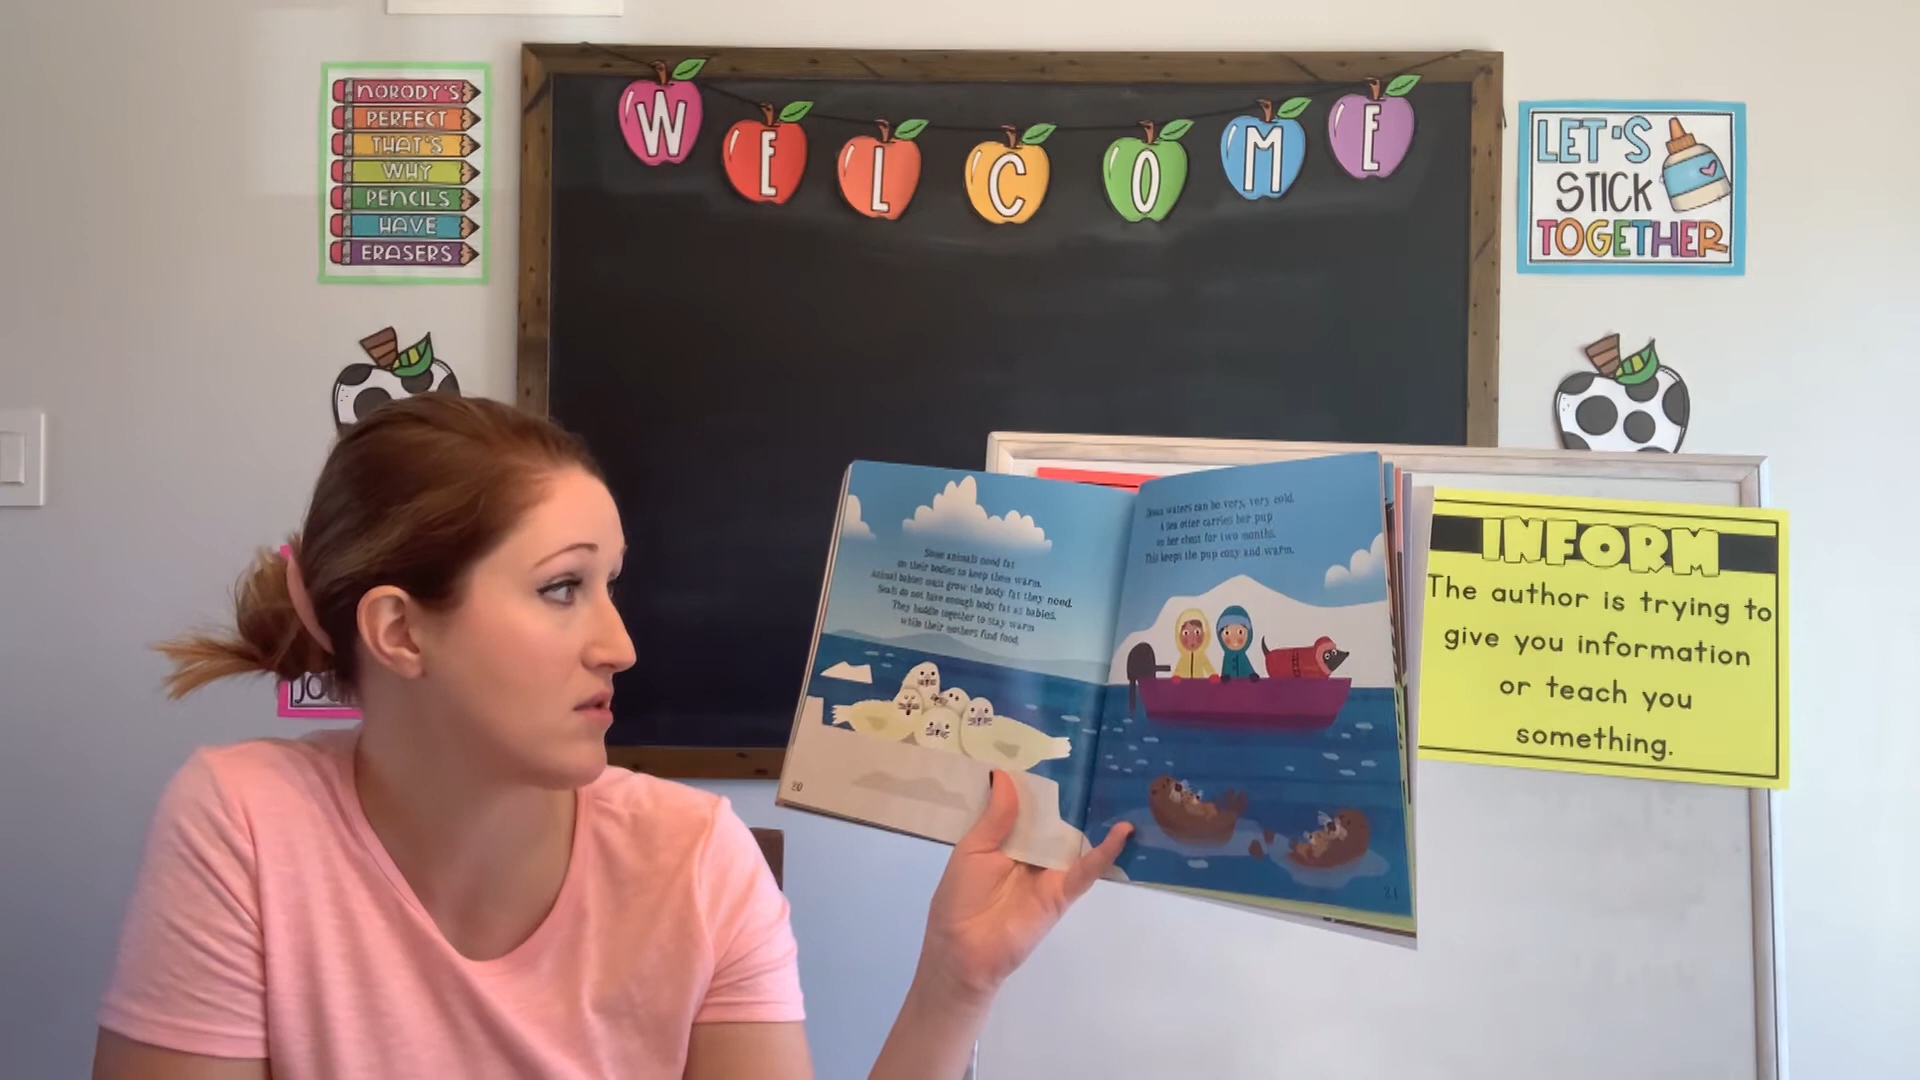 NOBODY'S
PERFECT
THAT'S
WHY
PENCILS
HAVE
ERASERS
WELCOME
LET'S
STICK
TOGETHER
Some animals need fat
on their bodies to keep them warm.
Animal babies must grow the body fat they need.
Seals do not have enough body fat as babies.
They huddle together to stay warm
while their mothers find food.
20
Ocean waters can be very, very cold.
A sea otter carries her pup
on her chest for two months.
This keeps the pup cozy and warm.
21
INFORM
The author is trying to
give you information
or teach you
something.